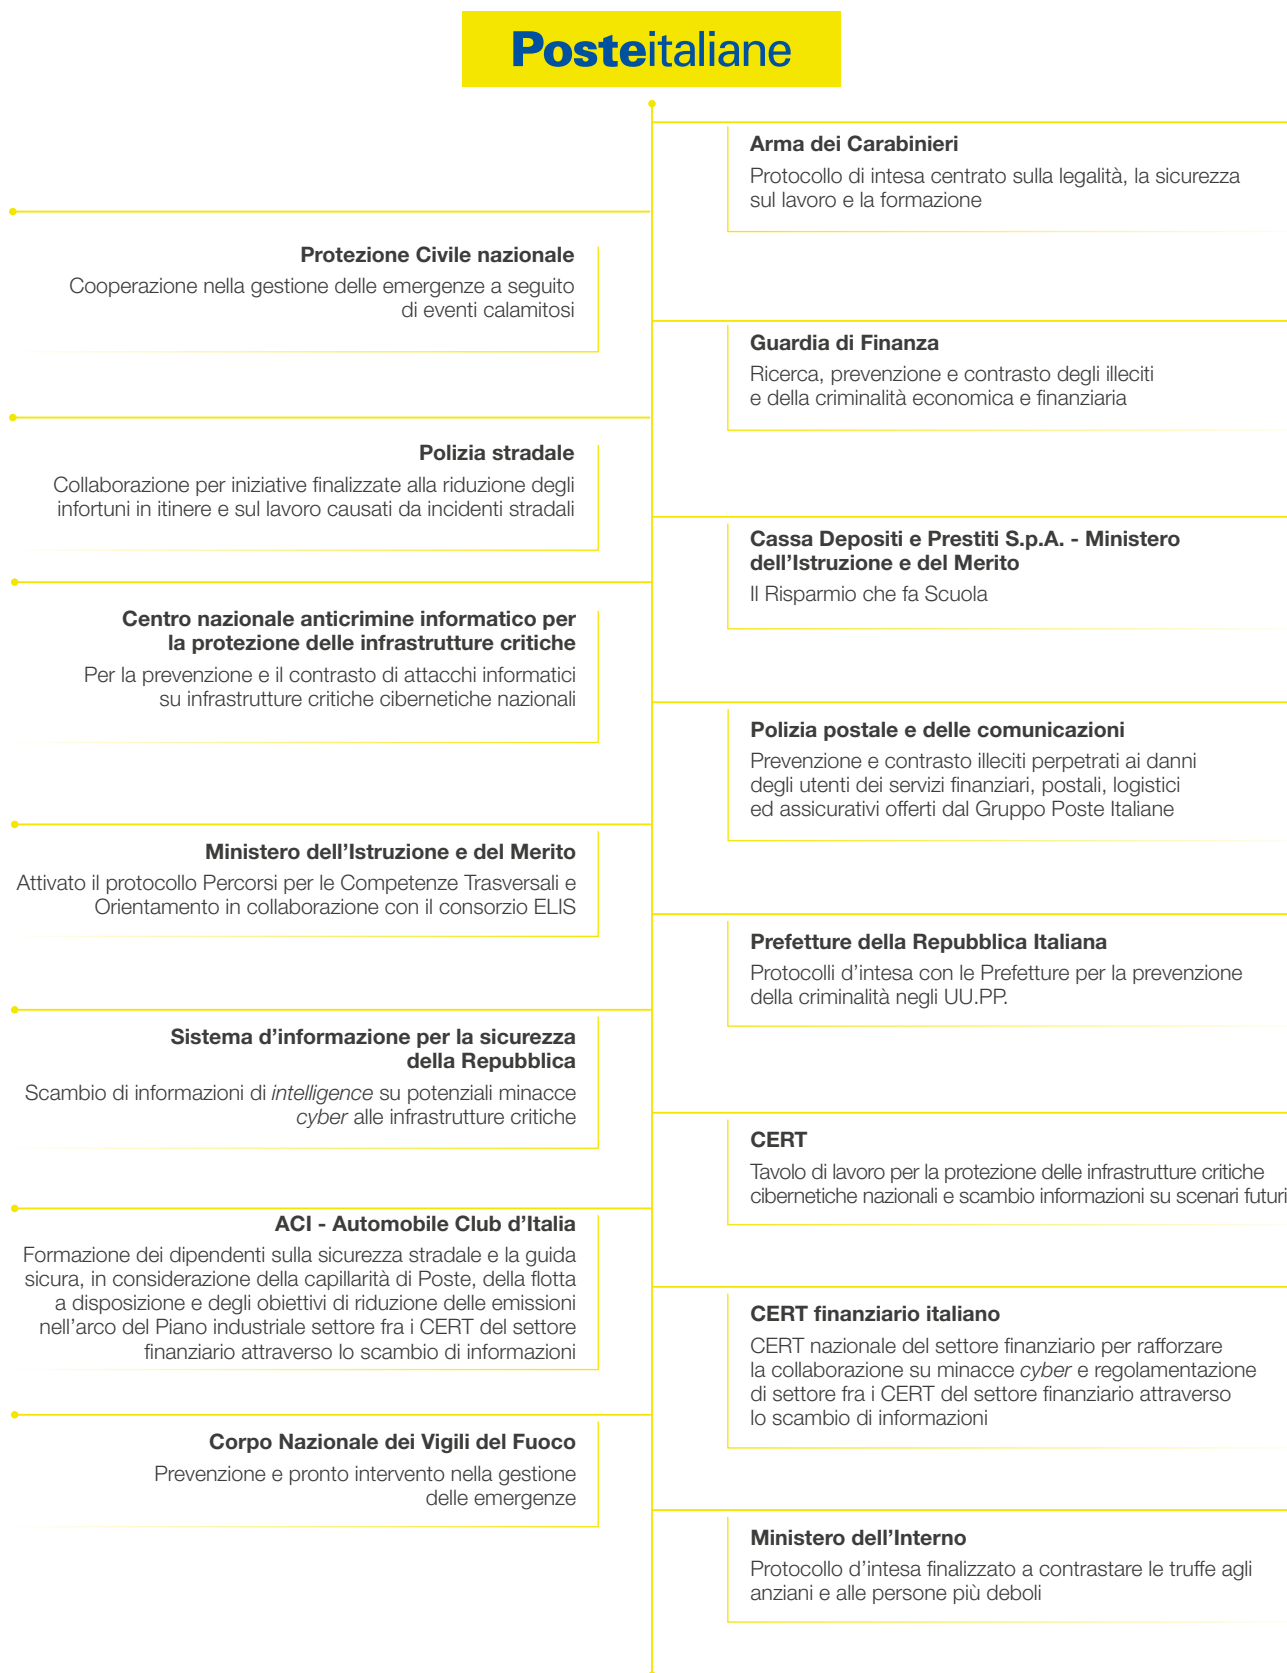 Posteitaliane
Arma dei Carabinieri
Protocollo di intesa centrato sulla legalità, la sicurezza
sul lavoro e la formazione
Protezione Civile nazionale
Cooperazione nella gestione delle emergenze a seguito
di eventi calamitosi
Guardia di Finanza
Ricerca, prevenzione e contrasto degli illeciti
e della criminalità economica e finanziaria
Polizia stradale
Collaborazione per iniziative finalizzate alla riduzione degli
infortuni in itinere e sul lavoro causati da incidenti stradali
Cassa Depositi e Prestiti S.p.A. - Ministero
dell'Istruzione e del Merito
Il Risparmio che fa Scuola
Centro nazionale anticrimine informatico per
la protezione delle infrastrutture critiche
Per la prevenzione e il contrasto di attacchi informatici
su infrastrutture critiche cibernetiche nazionali
Polizia postale e delle comunicazioni
Prevenzione e contrasto illeciti perpetrati ai danni
degli utenti dei servizi finanziari, postali, logistici
ed assicurativi offerti dal Gruppo Poste Italiane
Ministero dell'Istruzione e del Merito
Attivato il protocollo Percorsi per le Competenze Trasversali e
Orientamento in collaborazione con il consorzio ELIS
Prefetture della Repubblica Italiana
Protocolli d'intesa con le Prefetture per la prevenzione
della criminalità negli UU.PP.
Sistema d'informazione per la sicurezza
della Repubblica
Scambio di informazioni di intelligence su potenziali minacce
cyber alle infrastrutture critiche
CERT
Tavolo di lavoro per la protezione delle infrastrutture critiche
cibernetiche nazionali e scambio informazioni su scenari futuri
ACI - Automobile Club d'Italia
Formazione dei dipendenti sulla sicurezza stradale e la guida
sicura, in considerazione della capillarità di Poste, della flotta
a disposizione e degli obiettivi di riduzione delle emissioni
nell'arco del Piano industriale settore fra i CERT del settore
finanziario attraverso lo scambio di informazioni
CERT finanziario italiano
CERT nazionale del settore finanziario per rafforzare
la collaborazione su minacce cyber e regolamentazione
di settore fra i CERT del settore finanziario attraverso
lo scambio di informazioni
Corpo Nazionale dei Vigili del Fuoco
Prevenzione e pronto intervento nella gestione
delle emergenze
Ministero dell'Interno
Protocollo d'intesa finalizzato a contrastare le truffe agli
anziani e alle persone più deboli